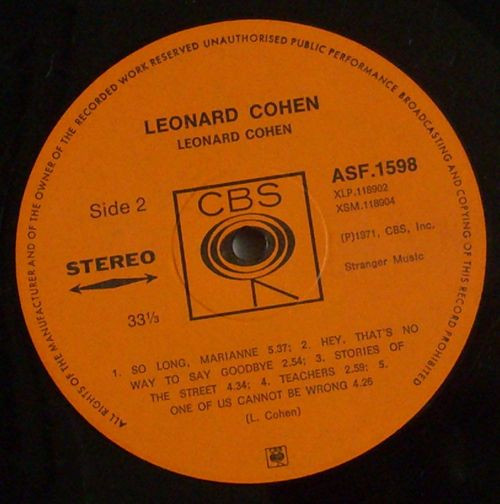 ALL RIGHTS OF THE MANUFACTURER AND OF THE OWNER OF THE RECORDED WORK RESERVED UNAUTHORISED PUBLIC PERFORMANCE BROADCASTING AND COPYING OF THIS RECORD PROHIBITED
LEONARD COHEN
LEONARD COHEN
ASF.1598
XLP.118902
XSM.118904
Side 2
CBS
(P)1971, CBS, Inc.
STEREO
Stranger Music
33⅓
1. SO LONG, MARIANNE 5.37; 2. HEY, THAT'S NO
WAY TO SAY GOODBYE 2.54; 3. STORIES OF
THE STREET 4.34; 4. TEACHERS 2.59; 5.
ONE OF US CANNOT BE WRONG 4.26
(L. Cohen)